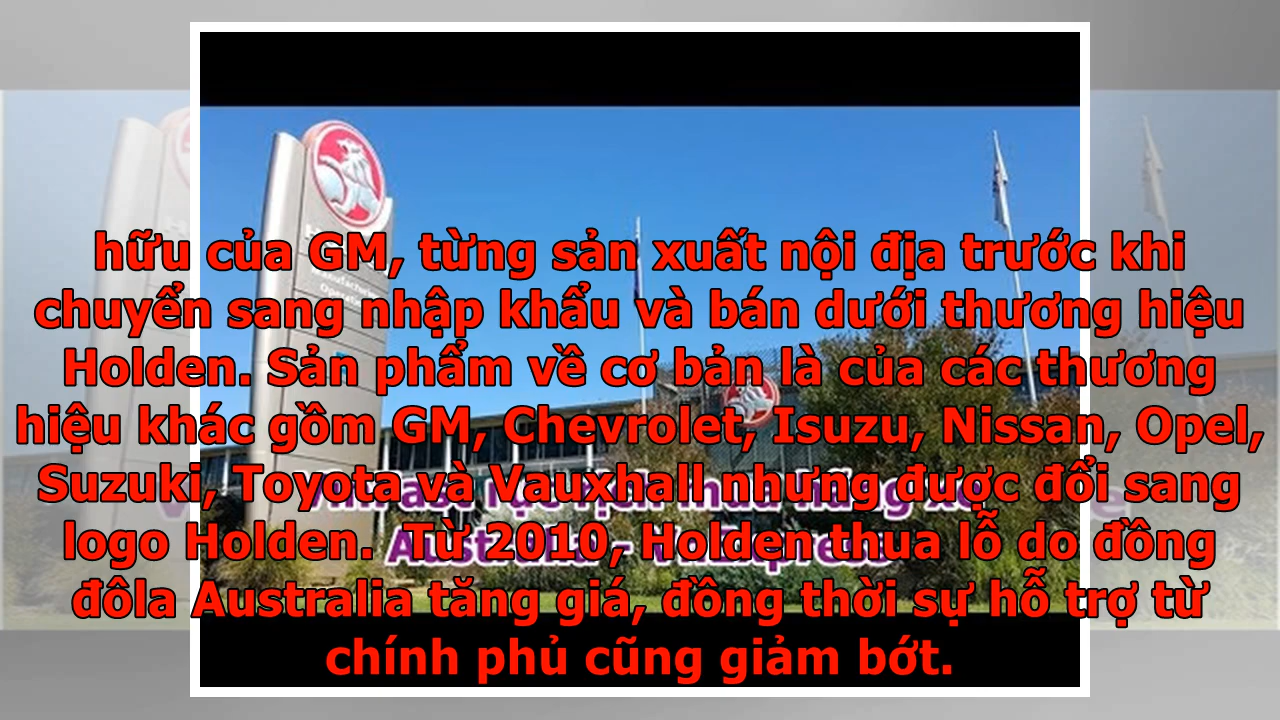 hữu của GM, từng sản xuất nội địa trước khi
chuyển sang nhập khẩu và bán dưới thương hiệu
Holden. Sản phẩm về cơ bản là của các thương
hiệu khác gồm GM, Chevrolet, Isuzu, Nissan, Opel,
Suzuki, Toyota và Vauxhall nhưng được đổi sang
logo Holden. Từ 2010, Holden thua lỗ do đồng
đôla Australia tăng giá, đồng thời sự hỗ trợ từ
chính phủ cũng giảm bớt.